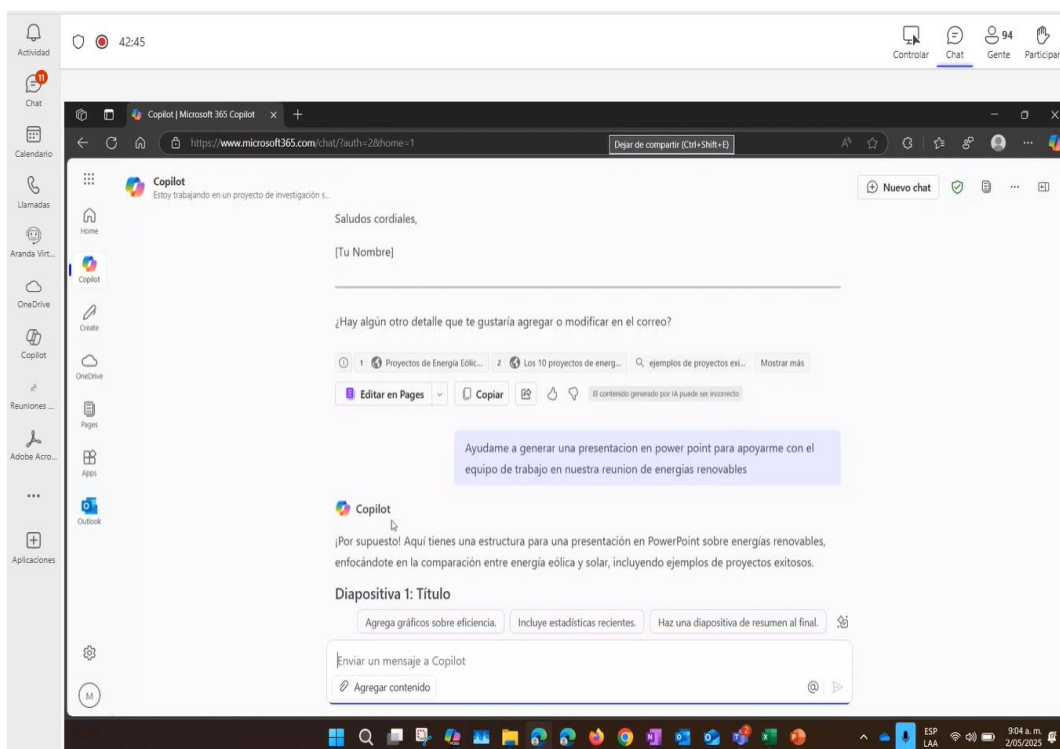 Actividad
11
Chat
Calendario
Llamadas
Aranda Virt...
OneDrive
Copilot
Reuniones ...
Adobe Acro...
Aplicaciones
42:45
Controlar
Chat
94
Gente
Participar
Copilot | Microsoft 365 Copilot
https://www.microsoft365.com/chat/?auth=2&home=1
Dejar de compartir (Ctrl+Shift+E)
Home
Copilot
Create
OneDrive
Pages
Apps
Outlook
M
Copilot
Estoy trabajando en un proyecto de investigación s...
Nuevo chat
Saludos cordiales,
[Tu Nombre]
¿Hay algún otro detalle que te gustaría agregar o modificar en el correo?
1 Proyectos de Energía Eólic... 2 Los 10 proyectos de energ... ejemplos de proyectos exi... Mostrar más
Editar en Pages Copiar El contenido generado por IA puede ser incorrecto
Ayudame a generar una presentacion en power point para apoyarme con el
equipo de trabajo en nuestra reunion de energias renovables
Copilot
¡Por supuesto! Aquí tienes una estructura para una presentación en PowerPoint sobre energías renovables,
enfocándote en la comparación entre energía eólica y solar, incluyendo ejemplos de proyectos exitosos.
Diapositiva 1: Título
Agrega gráficos sobre eficiencia. Incluye estadísticas recientes. Haz una diapositiva de resumen al final.
Enviar un mensaje a Copilot
Agregar contenido
@
ESP
LAA
9:04 a. m.
2/05/2025